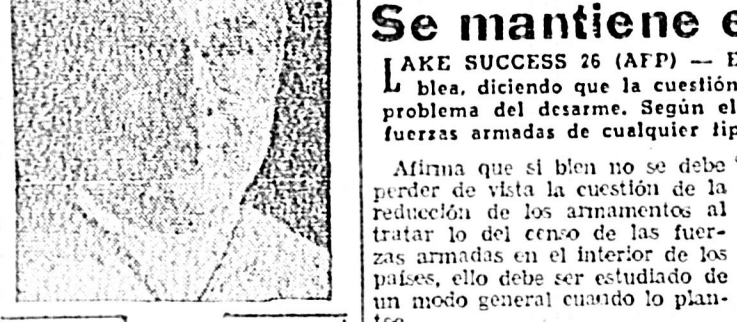 Se mantiene e
LAKE SUCCESS 26 (AFP) — E
blea, diciendo que la cuestión
problema del desarme. Según el
fuerzas armadas de cualquier tip
Afirma que si bien no se debe
perder de vista la cuestión de la
reducción de los armamentos al
tratar lo del censo de las fuer-
zas armadas en el interior de los
países, ello debe ser estudiado de
un modo general cuando lo plan-